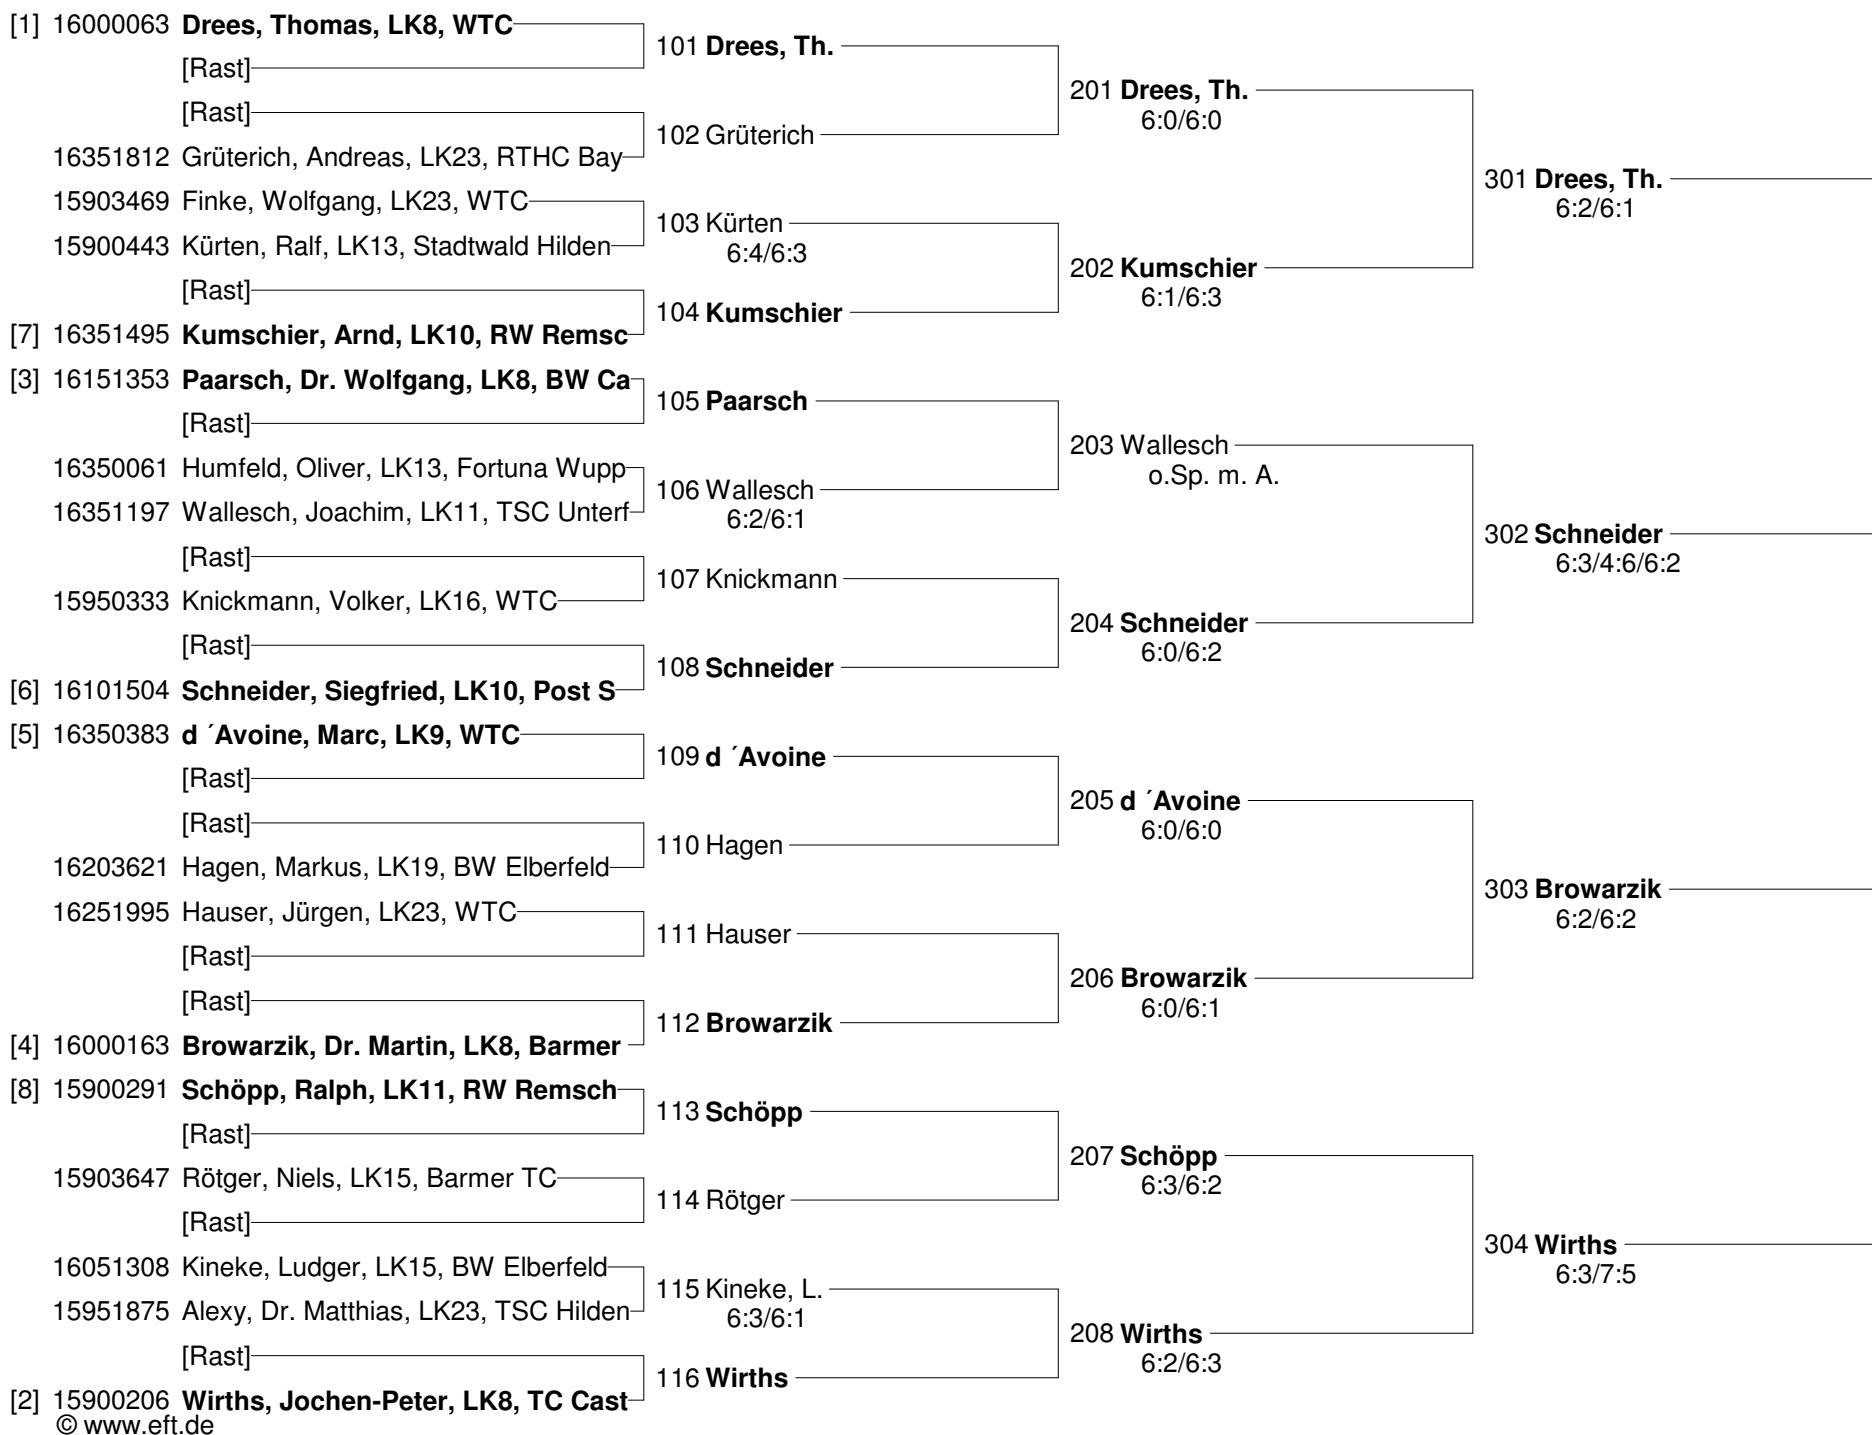 [1] 16000063 Drees, Thomas, LK8, WTC
[Rast]
101 Drees, Th.
[Rast]
16351812 Grüterich, Andreas, LK23, RTHC Bay
102 Grüterich
201 Drees, Th.
6:0/6:0
15903469 Finke, Wolfgang, LK23, WTC
15900443 Kürten, Ralf, LK13, Stadtwald Hilden
103 Kürten
6:4/6:3
[Rast]
[7] 16351495 Kumschier, Arnd, LK10, RW Remsc
104 Kumschier
202 Kumschier
6:1/6:3
301 Drees, Th.
6:2/6:1
[3] 16151353 Paarsch, Dr. Wolfgang, LK8, BW Ca
[Rast]
105 Paarsch
16350061 Humfeld, Oliver, LK13, Fortuna Wupp
16351197 Wallesch, Joachim, LK11, TSC Unterf
106 Wallesch
6:2/6:1
203 Wallesch
o.Sp. m. A.
[Rast]
15950333 Knickmann, Volker, LK16, WTC
107 Knickmann
[Rast]
[6] 16101504 Schneider, Siegfried, LK10, Post S
108 Schneider
204 Schneider
6:0/6:2
302 Schneider
6:3/4:6/6:2
[5] 16350383 d ´Avoine, Marc, LK9, WTC
[Rast]
109 d ´Avoine
[Rast]
16203621 Hagen, Markus, LK19, BW Elberfeld
110 Hagen
205 d ´Avoine
6:0/6:0
16251995 Hauser, Jürgen, LK23, WTC
[Rast]
111 Hauser
[Rast]
[4] 16000163 Browarzik, Dr. Martin, LK8, Barmer
112 Browarzik
206 Browarzik
6:0/6:1
303 Browarzik
6:2/6:2
[8] 15900291 Schöpp, Ralph, LK11, RW Remsch
[Rast]
113 Schöpp
15903647 Rötger, Niels, LK15, Barmer TC
[Rast]
114 Rötger
207 Schöpp
6:3/6:2
16051308 Kineke, Ludger, LK15, BW Elberfeld
15951875 Alexy, Dr. Matthias, LK23, TSC Hilden
115 Kineke, L.
6:3/6:1
[Rast]
[2] 15900206 Wirths, Jochen-Peter, LK8, TC Cast
116 Wirths
208 Wirths
6:2/6:3
304 Wirths
6:3/7:5
© www.eft.de